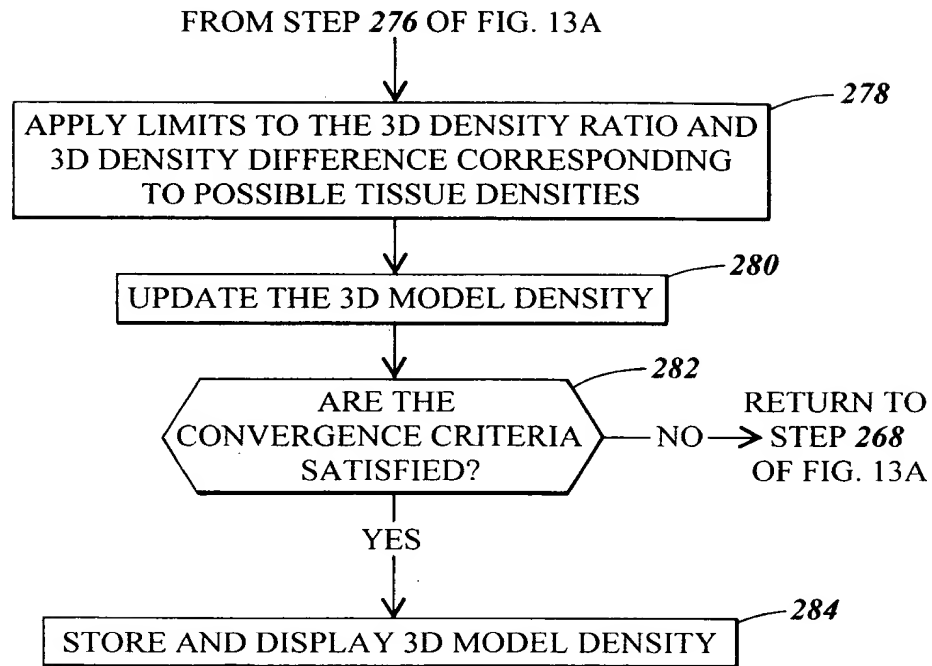 FROM STEP 276 OF FIG. 13A
278
APPLY LIMITS TO THE 3D DENSITY RATIO AND
3D DENSITY DIFFERENCE CORRESPONDING
TO POSSIBLE TISSUE DENSITIES
280
UPDATE THE 3D MODEL DENSITY
282
ARE THE
CONVERGENCE CRITERIA
SATISFIED?
NO
RETURN TO
STEP 268
OF FIG. 13A
YES
284
STORE AND DISPLAY 3D MODEL DENSITY